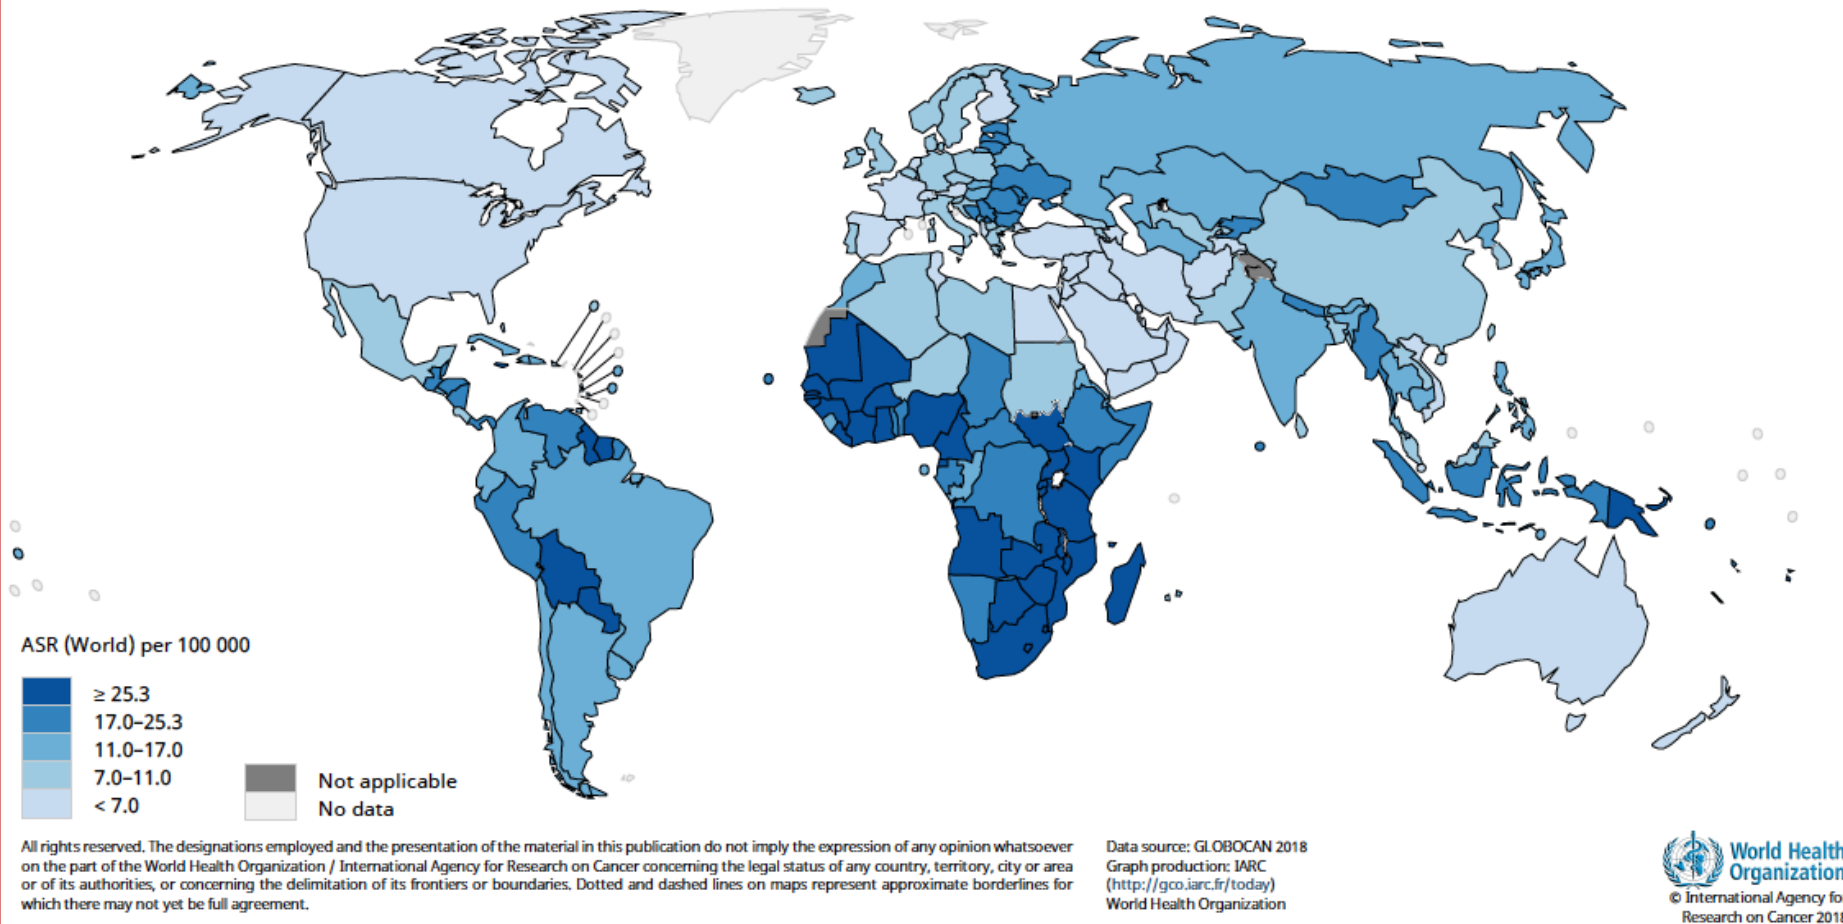 ASR (World) per 100 000
≥ 25.3
17.0–25.3
11.0–17.0
7.0–11.0
< 7.0
Not applicable
No data
All rights reserved. The designations employed and the presentation of the material in this publication do not imply the expression of any opinion whatsoever
on the part of the World Health Organization / International Agency for Research on Cancer concerning the legal status of any country, territory, city or area
or of its authorities, or concerning the delimitation of its frontiers or boundaries. Dotted and dashed lines on maps represent approximate borderlines for
which there may not yet be full agreement.
Data source: GLOBOCAN 2018
Graph production: IARC
(http://gco.iarc.fr/today)
World Health Organization
World Health
Organization
© International Agency for
Research on Cancer 2018